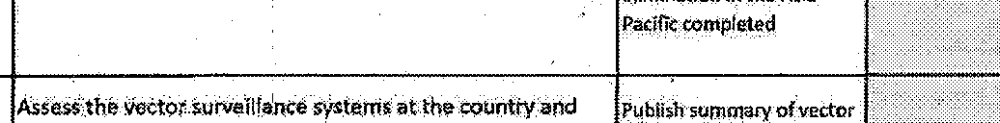 Pacific completed
Assess the vector surveillance systems at the country and
Publish summary of vector